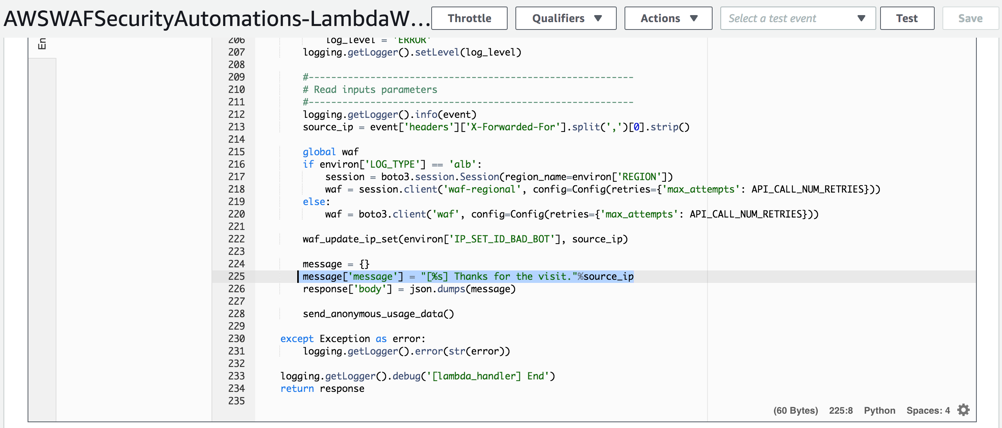 AWSWAFSecurityAutomations-LambdaW... Throttle Qualifiers ▼ Actions ▼ Select a test event ▼ Test Save
En
206 log_level = 'ERROR'
207 logging.getLogger().setLevel(log_level)
208
209 #----------------------------------------------------------
210 # Read inputs parameters
211 #----------------------------------------------------------
212 logging.getLogger().info(event)
213 source_ip = event['headers']['X-Forwarded-For'].split(',')[0].strip()
214
215 global waf
216 if environ['LOG_TYPE'] == 'alb':
217 session = boto3.session.Session(region_name=environ['REGION'])
218 waf = session.client('waf-regional', config=Config(retries={'max_attempts': API_CALL_NUM_RETRIES}))
219 else:
220 waf = boto3.client('waf', config=Config(retries={'max_attempts': API_CALL_NUM_RETRIES}))
221
222 waf_update_ip_set(environ['IP_SET_ID_BAD_BOT'], source_ip)
223
224 message = {}
225 message['message'] = "[%s] Thanks for the visit."%source_ip
226 response['body'] = json.dumps(message)
227
228 send_anonymous_usage_data()
229
230 except Exception as error:
231 logging.getLogger().error(str(error))
232
233 logging.getLogger().debug('[lambda_handler] End')
234 return response
235
(60 Bytes) 225:8 Python Spaces: 4